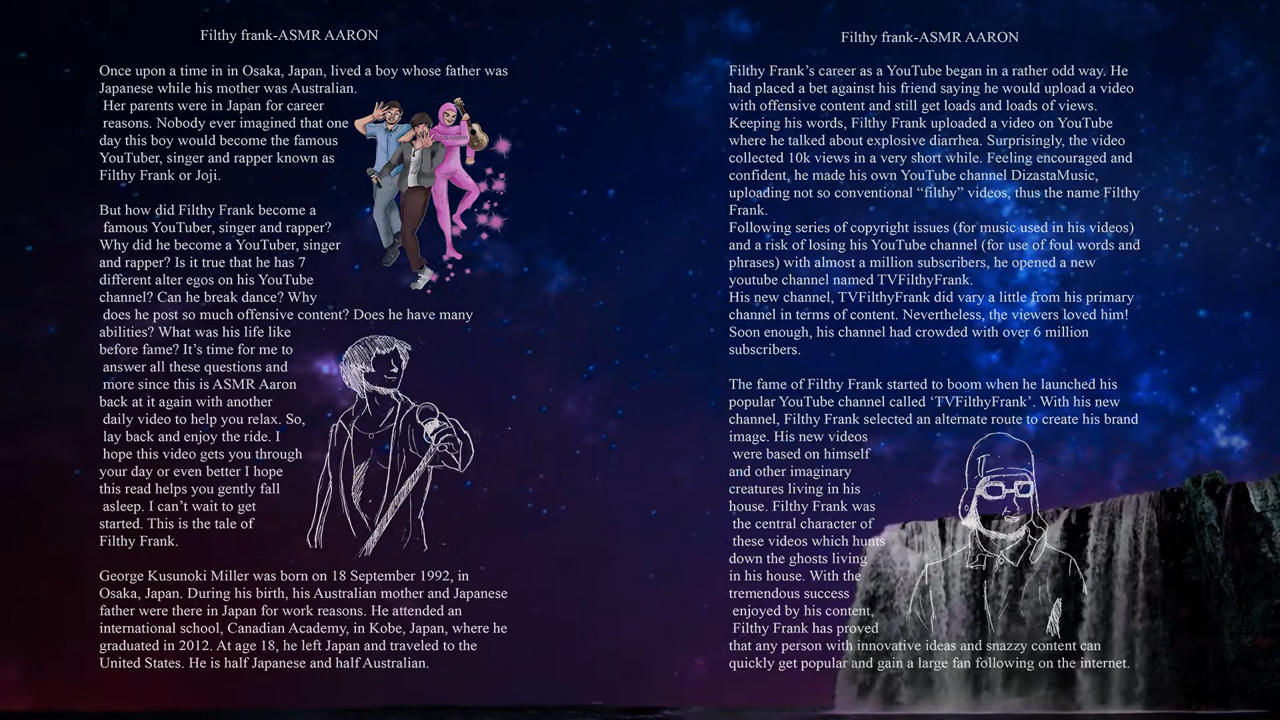 Filthy frank-ASMR AARON
Once upon a time in in Osaka, Japan, lived a boy whose father was
Japanese while his mother was Australian.
Her parents were in Japan for career
reasons. Nobody ever imagined that one
day this boy would become the famous
YouTuber, singer and rapper known as
Filthy Frank or Joji.
But how did Filthy Frank become a
famous YouTuber, singer and rapper?
Why did he become a YouTuber, singer
and rapper? Is it true that he has 7
different alter egos on his YouTube
channel? Can he break dance? Why
does he post so much offensive content? Does he have many
abilities? What was his life like
before fame? It's time for me to
answer all these questions and
more since this is ASMR Aaron
back at it again with another
daily video to help you relax. So,
lay back and enjoy the ride. I
hope this video gets you through
your day or even better I hope
this read helps you gently fall
asleep. I can't wait to get
started. This is the tale of
Filthy Frank.
George Kusunoki Miller was born on 18 September 1992, in
Osaka, Japan. During his birth, his Australian mother and Japanese
father were there in Japan for work reasons. He attended an
international school, Canadian Academy, in Kobe, Japan, where he
graduated in 2012. At age 18, he left Japan and traveled to the
United States. He is half Japanese and half Australian.
Filthy frank-ASMR AARON
Filthy Frank's career as a YouTube began in a rather odd way. He
had placed a bet against his friend saying he would upload a video
with offensive content and still get loads and loads of views.
Keeping his words, Filthy Frank uploaded a video on YouTube
where he talked about explosive diarrhea. Surprisingly, the video
collected 10k views in a very short while. Feeling encouraged and
confident, he made his own YouTube channel DizastaMusic,
uploading not so conventional “filthy” videos, thus the name Filthy
Frank.
Following series of copyright issues (for music used in his videos)
and a risk of losing his YouTube channel (for use of foul words and
phrases) with almost a million subscribers, he opened a new
youtube channel named TVFilthyFrank.
His new channel, TVFilthyFrank did vary a little from his primary
channel in terms of content. Nevertheless, the viewers loved him!
Soon enough, his channel had crowded with over 6 million
subscribers.
The fame of Filthy Frank started to boom when he launched his
popular YouTube channel called ‘TVFilthyFrank’. With his new
channel, Filthy Frank selected an alternate route to create his brand
image. His new videos
were based on himself
and other imaginary
creatures living in his
house. Filthy Frank was
the central character of
these videos which hunts
down the ghosts living
in his house. With the
tremendous success
enjoyed by his content,
Filthy Frank has proved
that any person with innovative ideas and snazzy content can
quickly get popular and gain a large fan following on the internet.